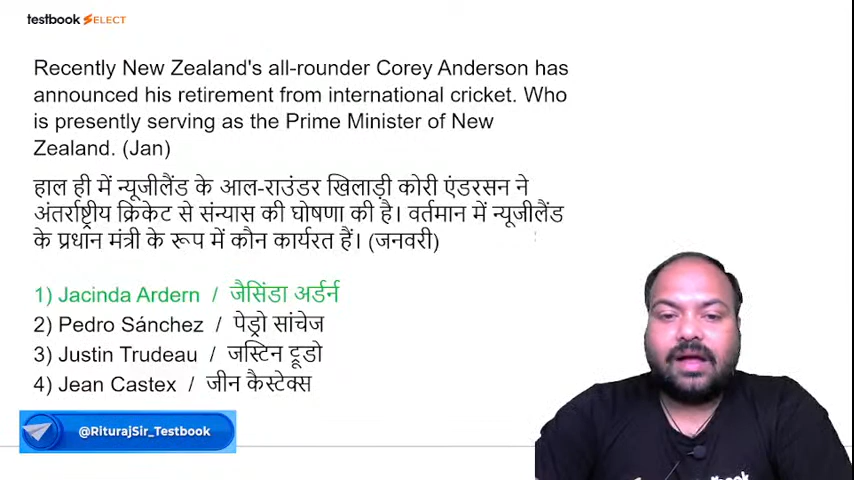 testbook SELECT
Recently New Zealand's all-rounder Corey Anderson has
announced his retirement from international cricket. Who
is presently serving as the Prime Minister of New
Zealand. (Jan)
हाल ही में न्यूजीलैंड के आल-राउंडर खिलाड़ी कोरी एंडरसन ने
अंतर्राष्ट्रीय क्रिकेट से संन्यास की घोषणा की है। वर्तमान में न्यूजीलैंड
के प्रधान मंत्री के रूप में कौन कार्यरत हैं। (जनवरी)
1) Jacinda Ardern / जैसिंडा अर्डर्न
2) Pedro Sánchez / पेड्रो सांचेज
3) Justin Trudeau / जस्टिन ट्रूडो
4) Jean Castex / जीन कैस्टेक्स
@RiturajSir_Testbook